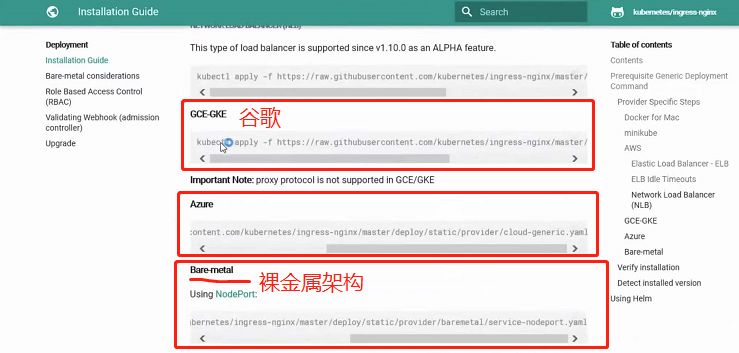 Installation Guide
Search
kubernetes/ingress-nginx
Deployment
Installation Guide
Bare-metal considerations
Role Based Access Control
(RBAC)
Validating Webhook (admission
controller)
Upgrade
NETWORK LOAD BALANCER (NLB)
This type of load balancer is supported since v1.10.0 as an ALPHA feature.
kubectl apply -f https://raw.githubusercontent.com/kubernetes/ingress-nginx/master/
GCE-GKE 谷歌
kubectl apply -f https://raw.githubusercontent.com/kubernetes/ingress-nginx/master/
Important Note: proxy protocol is not supported in GCE/GKE
Azure
content.com/kubernetes/ingress-nginx/master/deploy/static/provider/cloud-generic.yaml
Bare-metal 裸金属架构
Using NodePort:
ubernetes/ingress-nginx/master/deploy/static/provider/baremetal/service-nodeport.yaml
Table of contents
Contents
Prerequisite Generic Deployment
Command
Provider Specific Steps
Docker for Mac
minikube
AWS
Elastic Load Balancer - ELB
ELB Idle Timeouts
Network Load Balancer
(NLB)
GCE-GKE
Azure
Bare-metal
Verify installation
Detect installed version
Using Helm